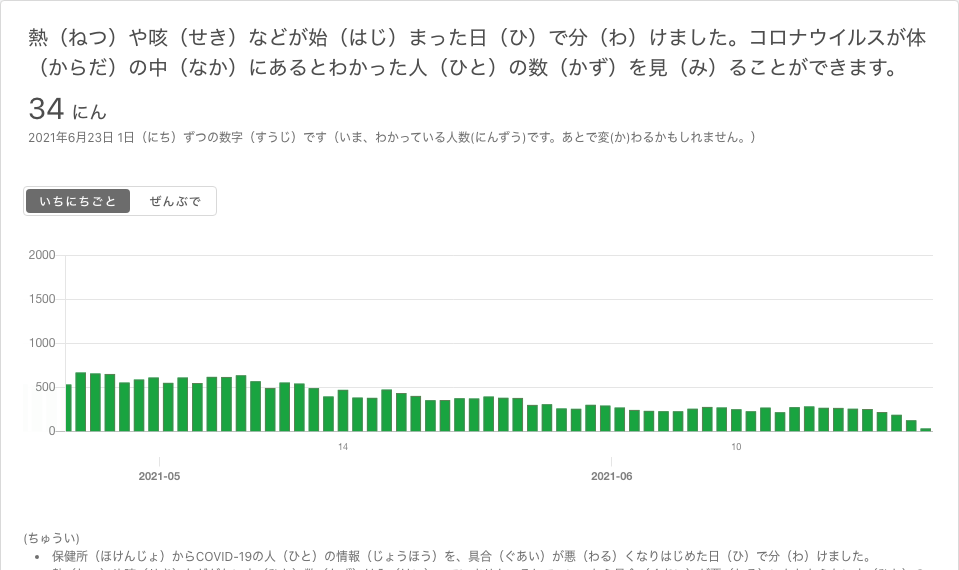 熱（ねつ）や咳（せき）などが始（はじ）まった日（ひ）で分（わ）けました。コロナウイルスが体
（からだ）の中（なか）にあるとわかった人（ひと）の数（かず）を見（み）ることができます。
34 にん
2021年6月23日 1日（にち）ずつの数字（すうじ）です（いま、わかっている人数(にんずう)です。あとで変(か)わるかもしれません。）
いちにちごと ぜんぶで
2000
1500
1000
500
0
14 10
2021-05 2021-06
(ちゅうい)
• 保健所（ほけんじょ）からCOVID-19の人（ひと）の情報（じょうほう）を、具合（ぐあい）が悪（わる）くなりはじめた日（ひ）で分（わ）けました。